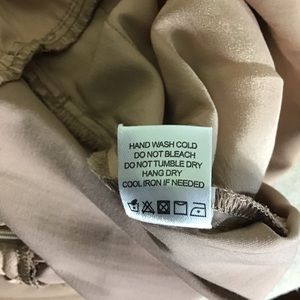 HAND WASH COLD
DO NOT BLEACH
DO NOT TUMBLE DRY
HANG DRY
COOL IRON IF NEEDED